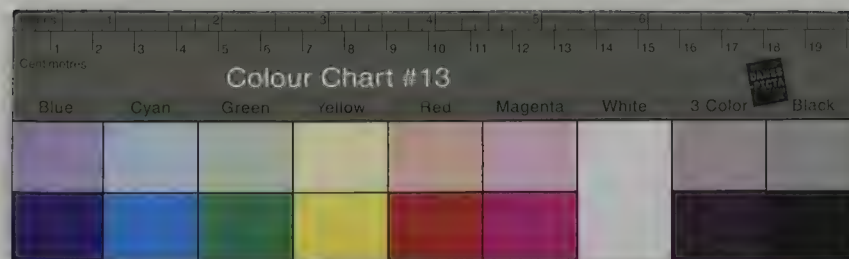 1 2 3 4 5 6 7
1 2 3 4 5 6 7 8 9 10 11 12 13 14 15 16 17 18 19
Centimetres
Colour Chart #13
DANES
PICTA
Blue Cyan Green Yellow Red Magenta White 3 Color Black